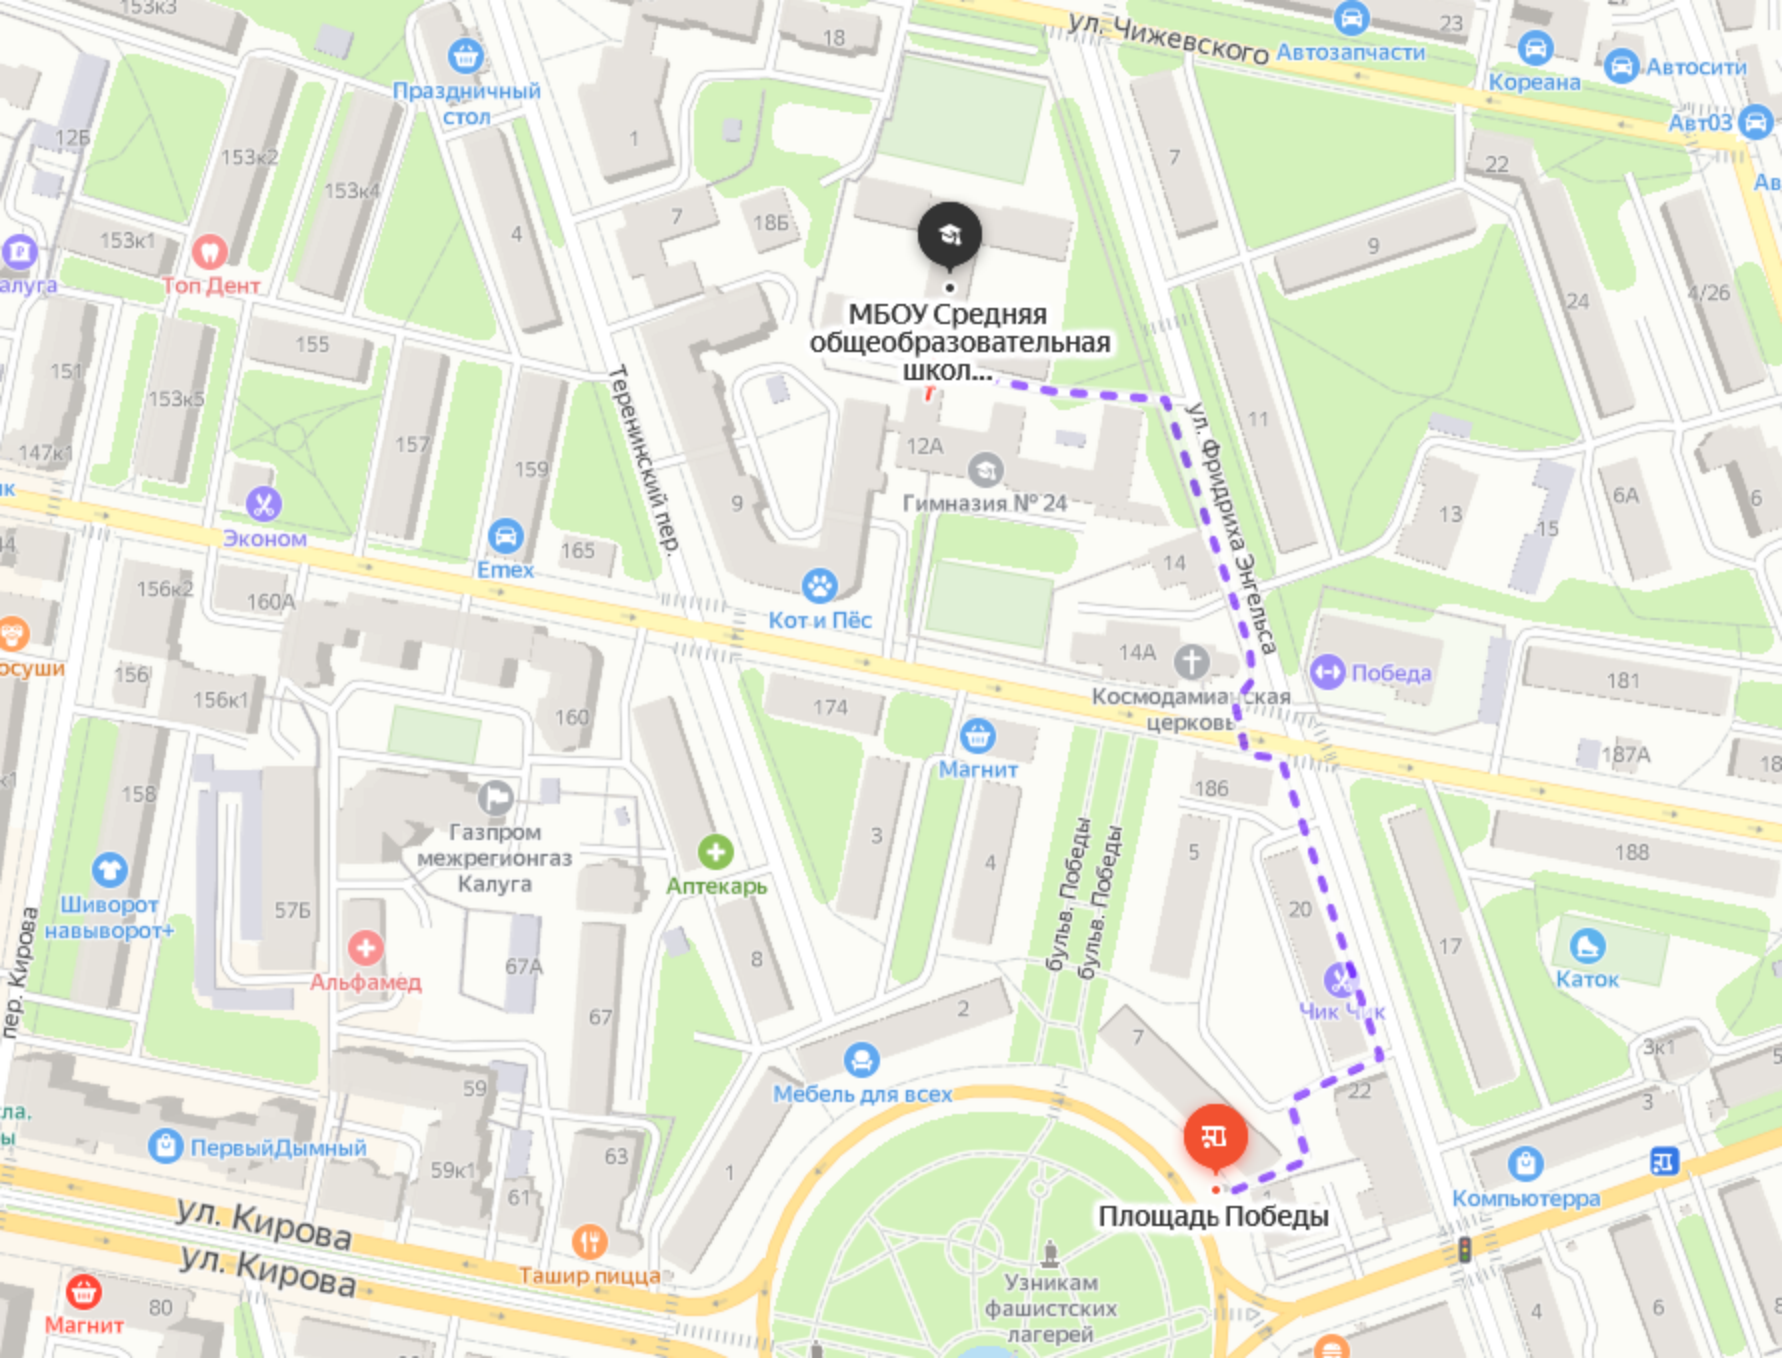 153к3
18
ул. Чижевского
23
Автозапчасти
Кореана
Автосити
Авт03
Праздничный
стол
12Б
153к2
153к4
1
7
22
4
7
18Б
153к1
9
24
4/26
алуга
Топ Дент
МБОУ Средняя
общеобразовательная
школ...
155
151
153к5
157
147к1
159
Теренинский пер.
9
12А
Гимназия № 24
ул. Фридриха Энгельса
11
13
15
6А
6
Эконом
Emex
165
14
156к2
160А
Кот и Пёс
14А
Космодамианская
церковь
Победа
181
осуши
156
156к1
160
174
Магнит
186
187А
158
Газпром
межрегионгаз
Калуга
3
4
бульв. Победы
бульв. Победы
5
188
Аптекарь
Шиворот
навыворот+
57Б
20
17
Каток
пер. Кирова
Альфамед
67А
8
Чик Чик
67
2
7
3к1
59
Мебель для всех
22
3
ПервыйДымный
59к1
63
61
1
Площадь Победы
1
Компьютерра
ул. Кирова
ул. Кирова
Ташир пицца
Узникам
фашистских
лагерей
Магнит
80
4
6